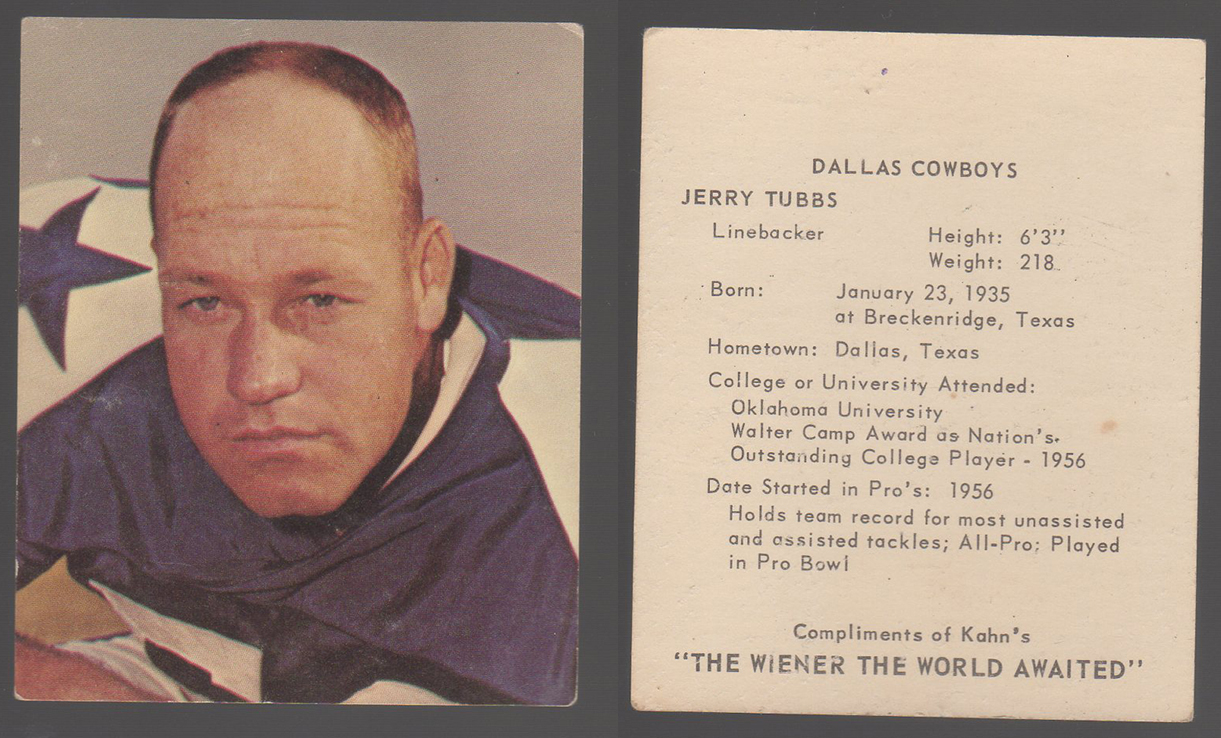 DALLAS COWBOYS
JERRY TUBBS
Linebacker Height: 6'3''
Weight: 218
Born: January 23, 1935
at Breckenridge, Texas
Hometown: Dallas, Texas
College or University Attended:
Oklahoma University
Walter Camp Award as Nation's.
Outstanding College Player - 1956
Date Started in Pro's: 1956
Holds team record for most unassisted
and assisted tackles; All-Pro; Played
in Pro Bowl
Compliments of Kahn's
"THE WIENER THE WORLD AWAITED"